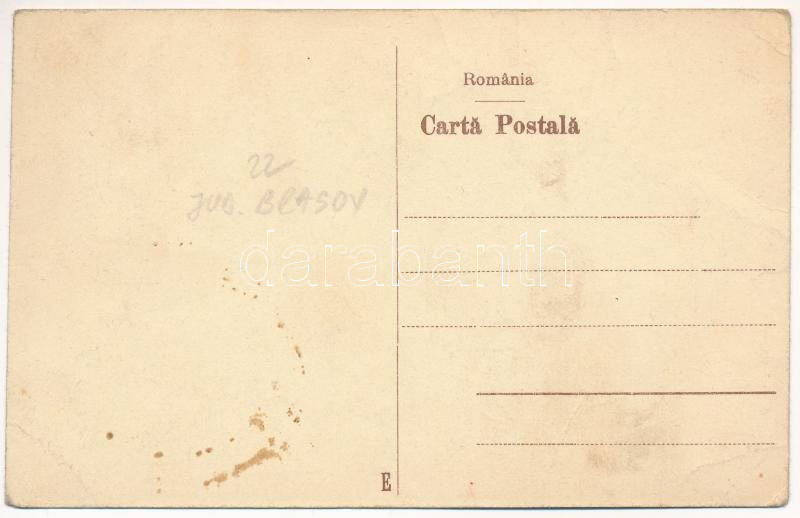 România
Cartă Postală
22
JUD. BRASOV
darabanth
E